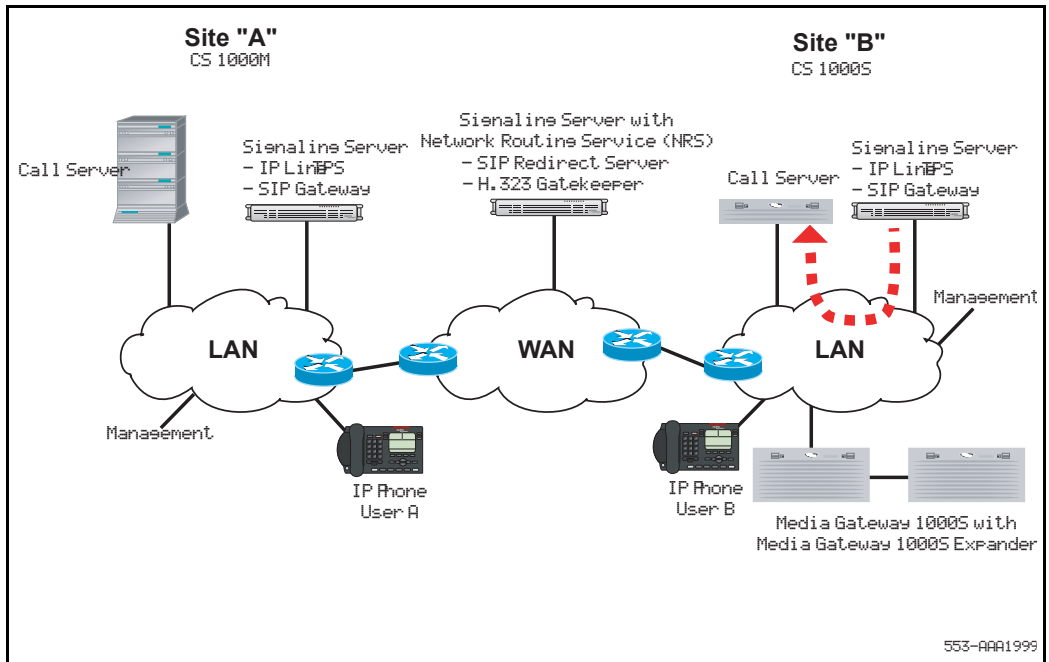 Site "A"
CS 1000M
Site "B"
CS 1000S
Signaling Server with
Network Routing Service (NRS)
- SIP Redirect Server
- H.323 Gatekeeper
Signaling Server
- IP Line TPS
- SIP Gateway
Call Server
Signaling Server
- IP Line TPS
- SIP Gateway
Call Server
Management
LAN
WAN
LAN
Management
IP Phone
User A
IP Phone
User B
Media Gateway 1000S with
Media Gateway 1000S Expander
553-AAA1999